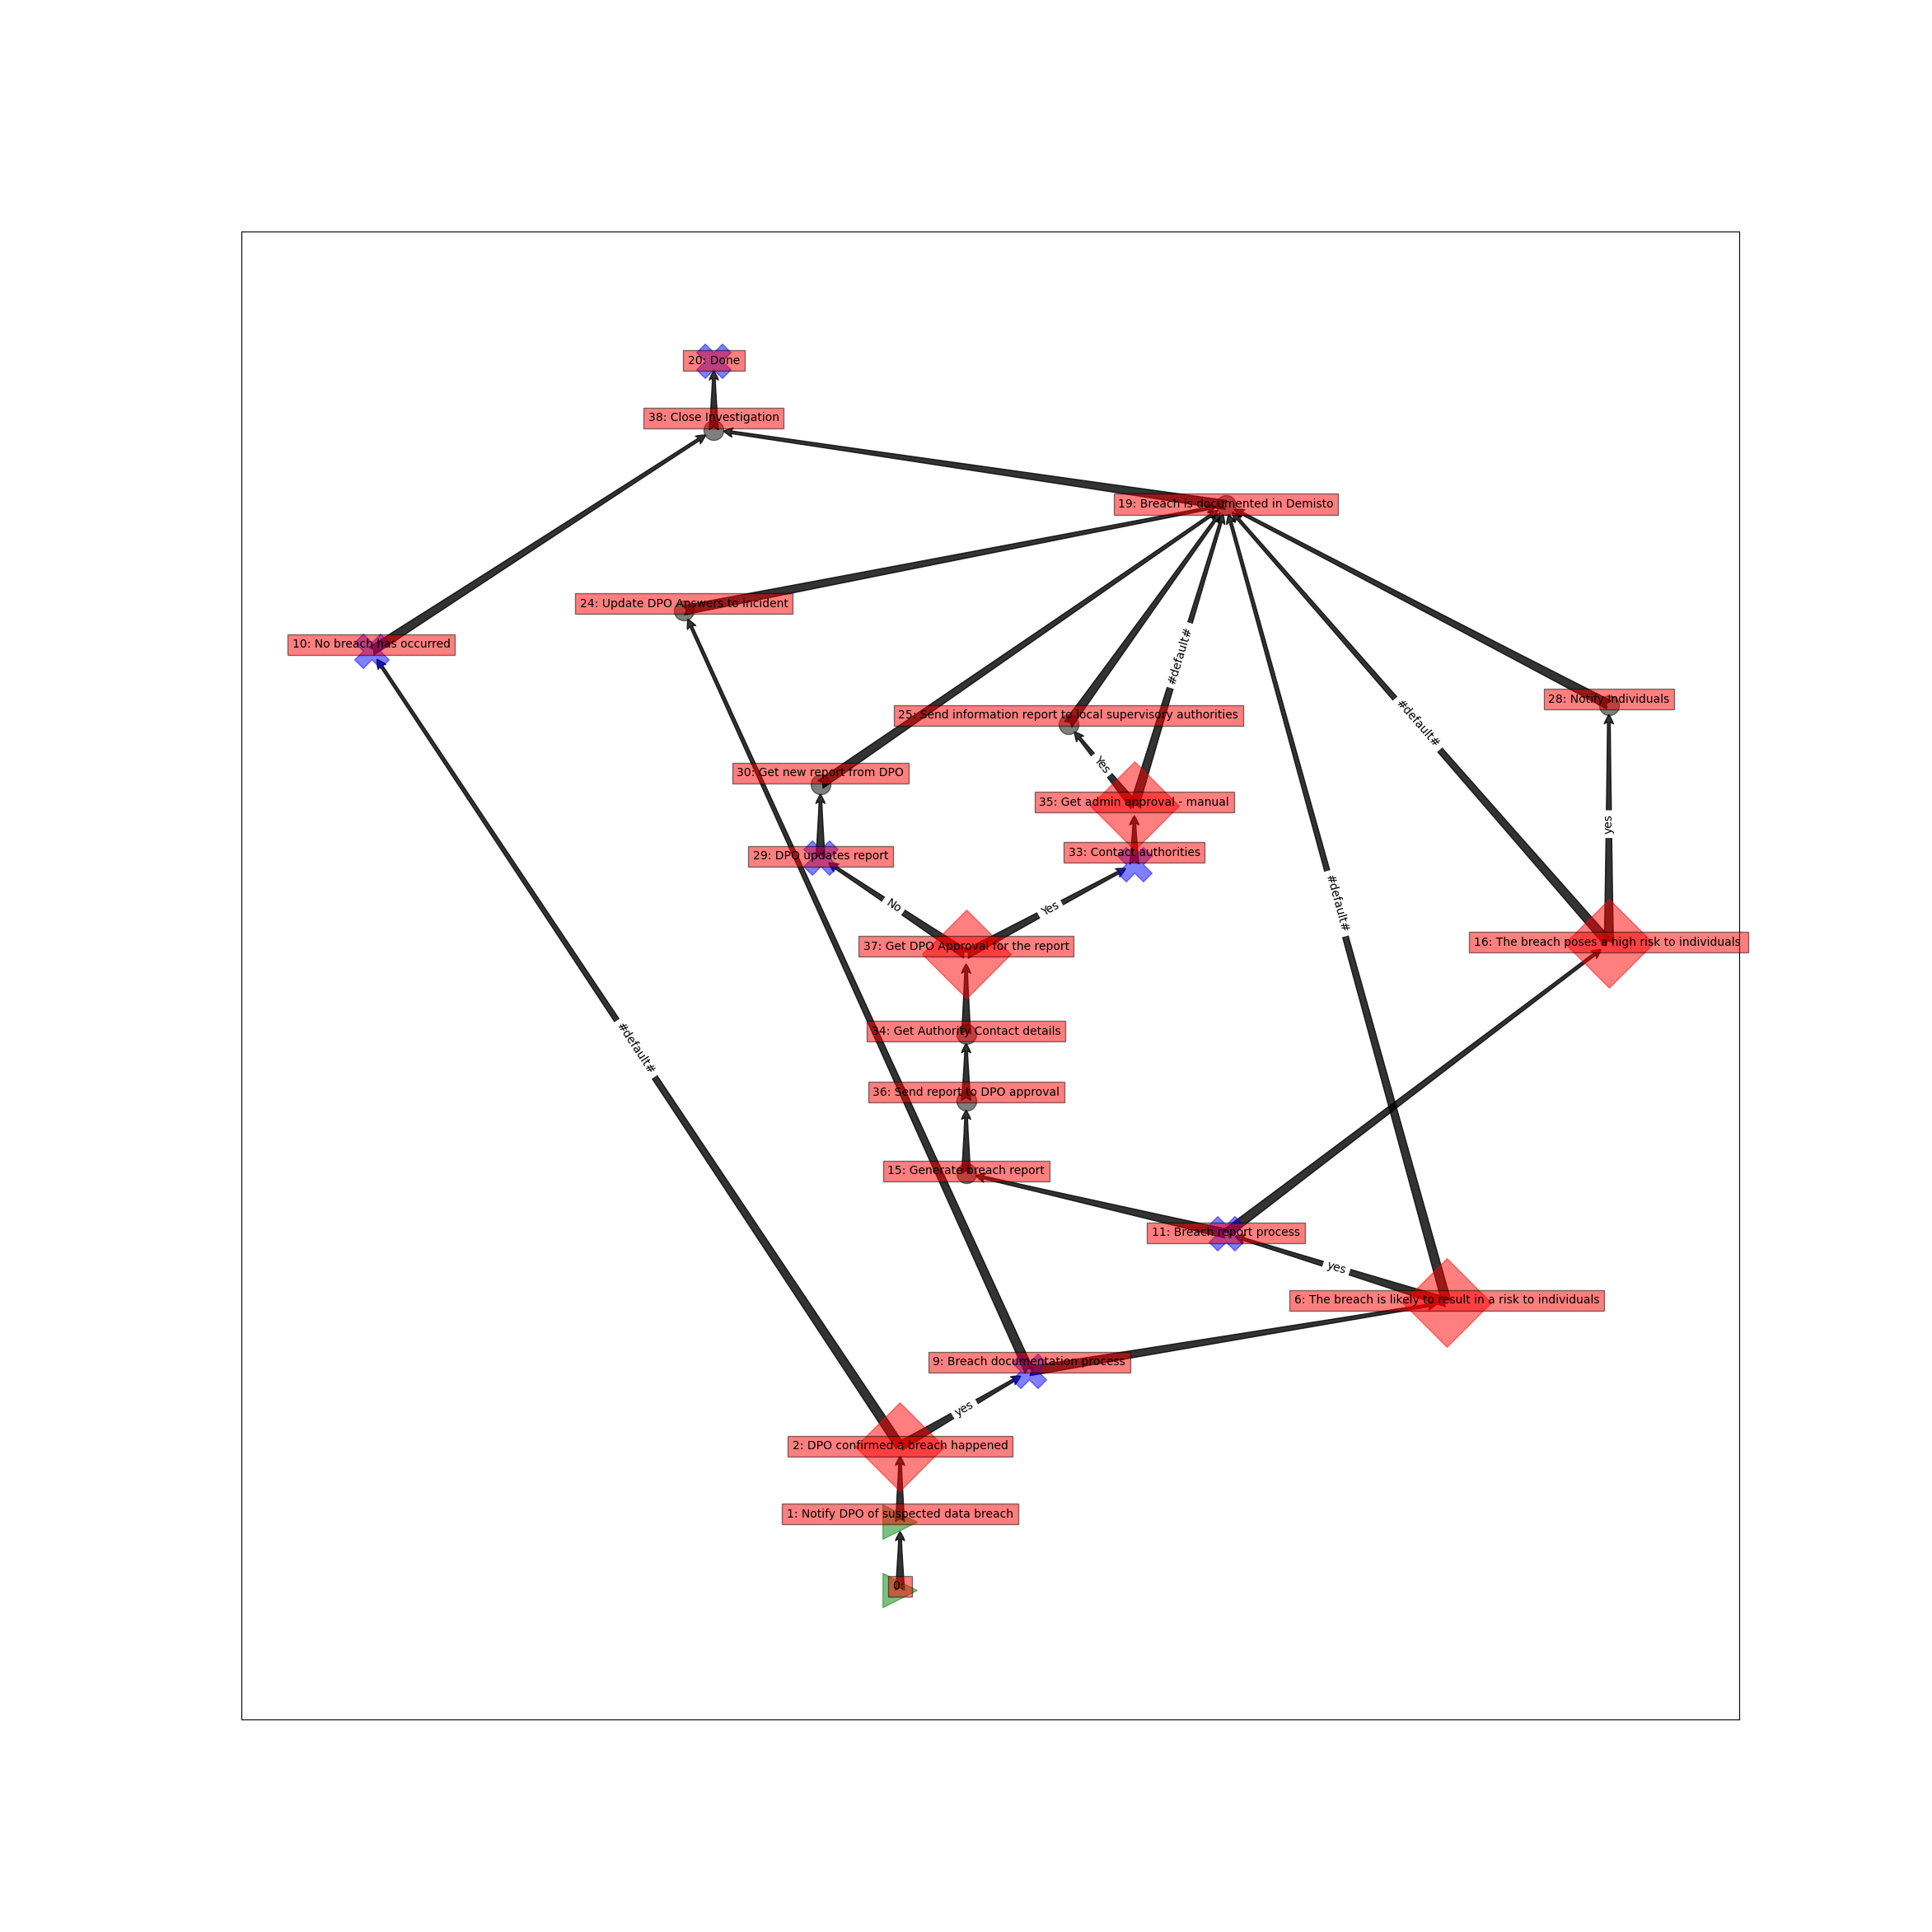 20: Done
38: Close Investigation
19: Breach is documented in Demisto
24: Update DPO Answers to incident
10: No breach has occurred
#default#
28: Notify Individuals
25: Send information report to local supervisory authorities
#default#
Yes
30: Get new report from DPO
35: Get admin approval - manual
yes
33: Contact authorities
29: DPO updates report
#default#
No
Yes
37: Get DPO Approval for the report
16: The breach poses a high risk to individuals
34: Get Authority Contact details
#default#
36: Send report to DPO approval
15: Generate breach report
11: Breach report process
yes
6: The breach is likely to result in a risk to individuals
9: Breach documentation process
yes
2: DPO confirmed a breach happened
1: Notify DPO of suspected data breach
0: